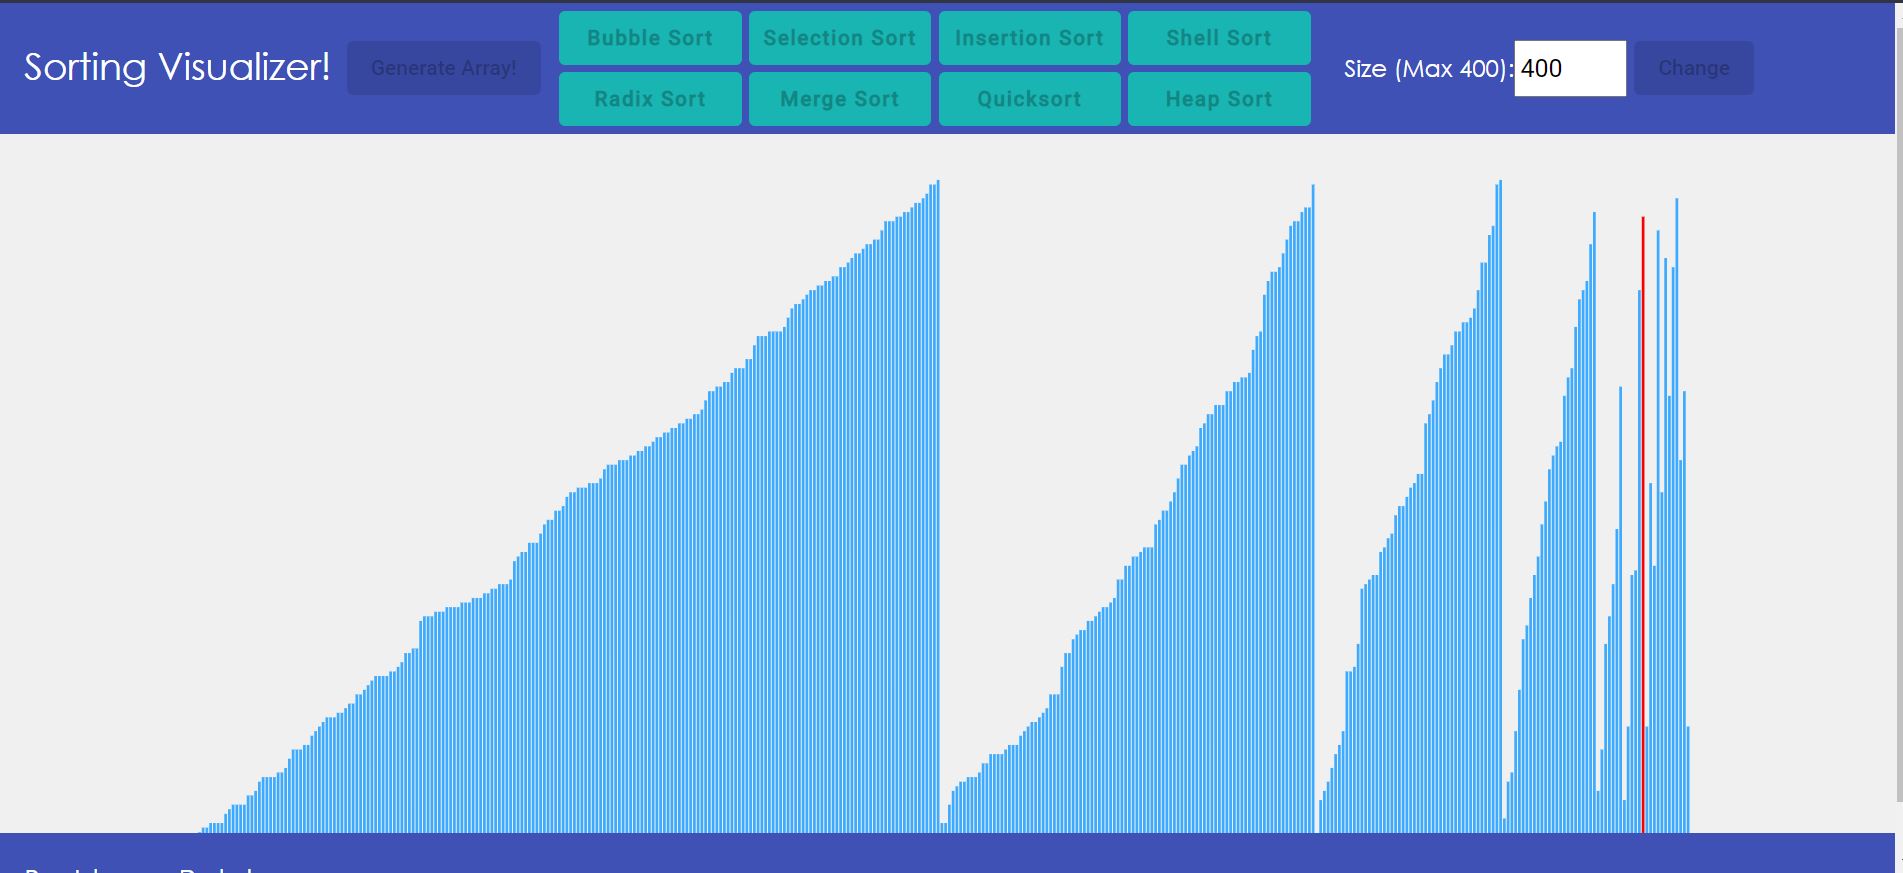 Sorting Visualizer!
Generate Array!
Bubble Sort
Selection Sort
Insertion Sort
Shell Sort
Radix Sort
Merge Sort
Quicksort
Heap Sort
Size (Max 400):
400
Change